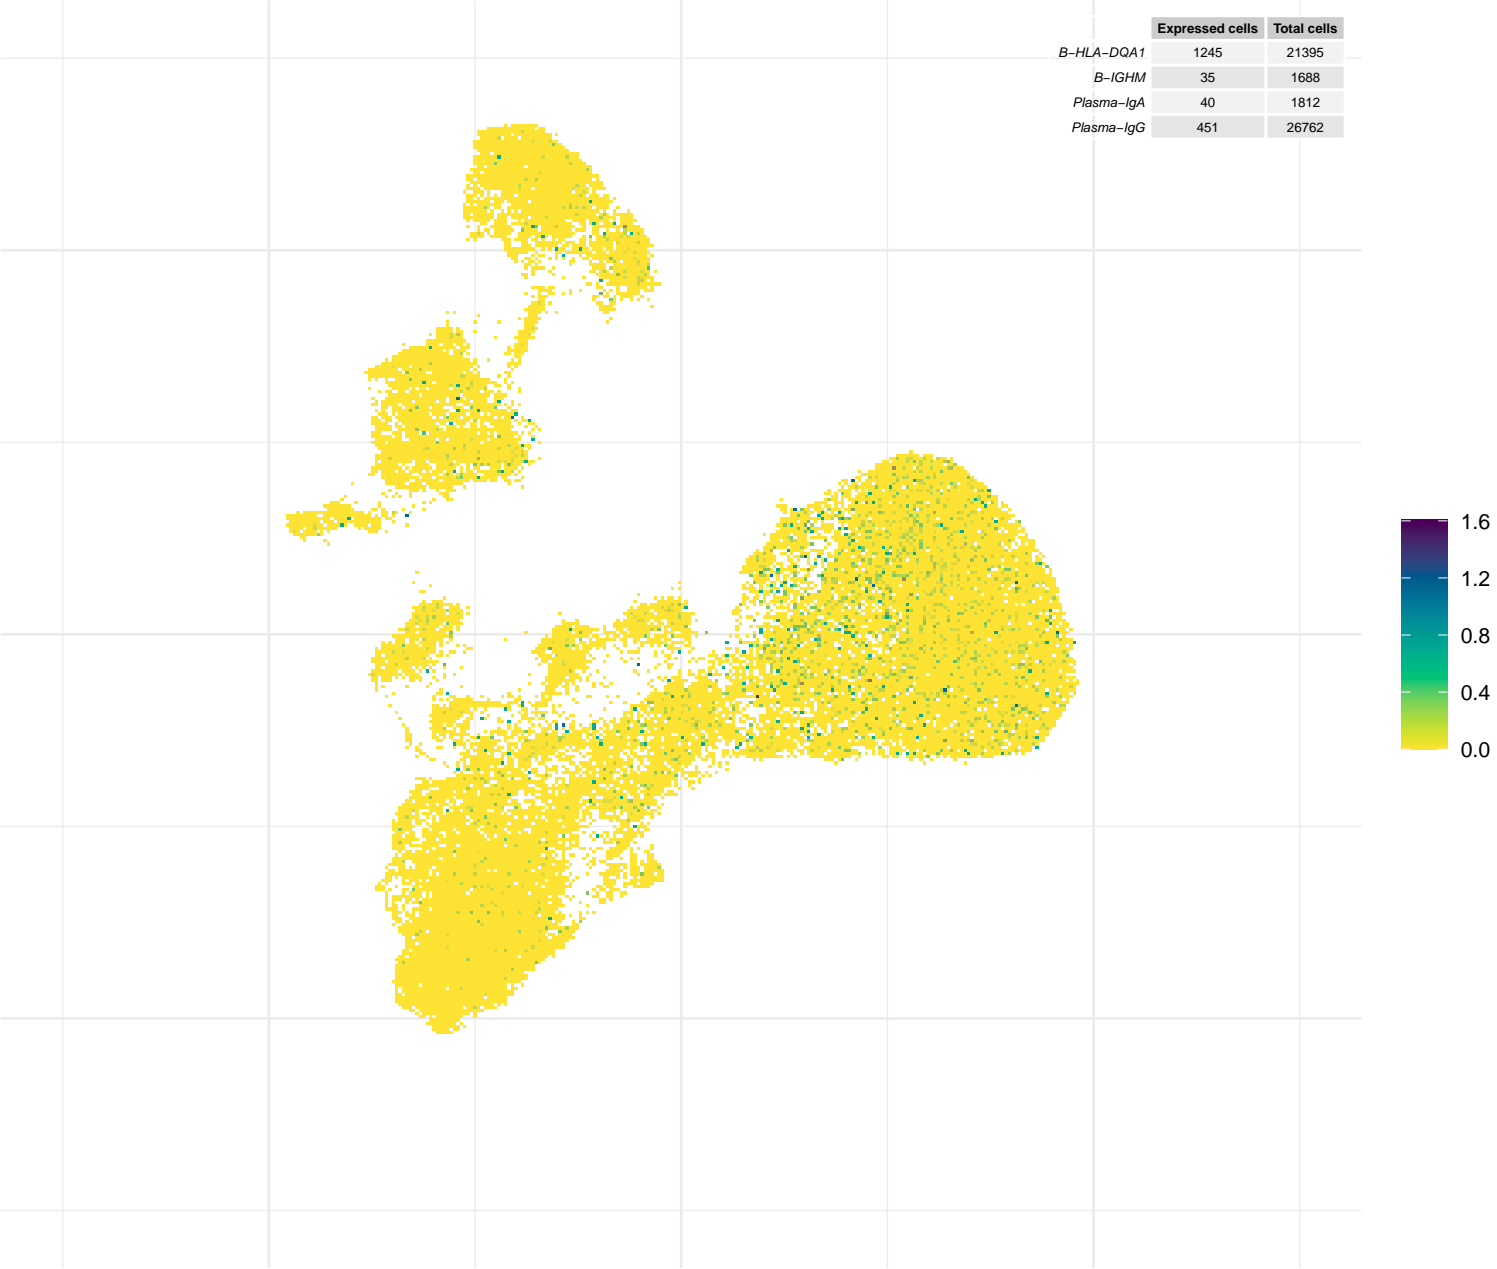 Expressed cells Total cells
B−HLA−DQA1 1245 21395
B−IGHM 35 1688
Plasma−IgA 40 1812
Plasma−IgG 451 26762
1.6
1.2
0.8
0.4
0.0